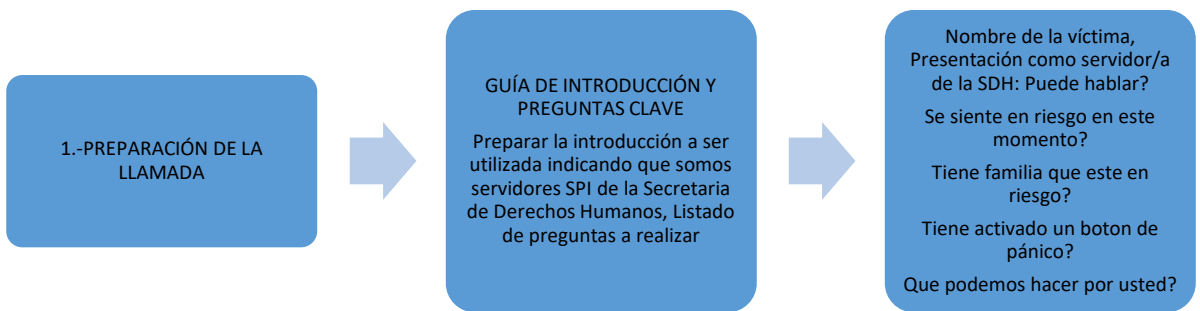 1.-PREPARACIÓN DE LA
LLAMADA
GUÍA DE INTRODUCCIÓN Y
PREGUNTAS CLAVE
Preparar la introducción a ser
utilizada indicando que somos
servidores SPI de la Secretaria
de Derechos Humanos, Listado
de preguntas a realizar
Nombre de la víctima,
Presentación como servidor/a
de la SDH: Puede hablar?
Se siente en riesgo en este
momento?
Tiene familia que este en
riesgo?
Tiene activado un boton de
pánico?
Que podemos hacer por usted?